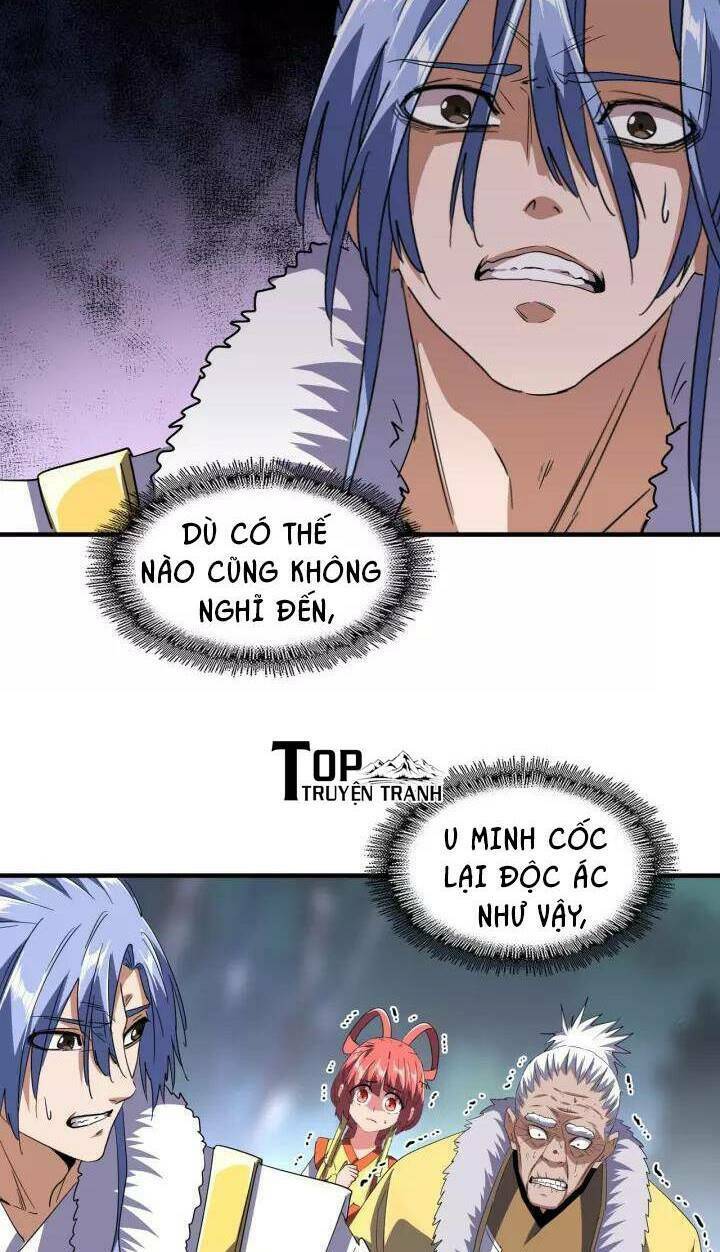 DÙ CÓ THẾ
NÀO CŨNG KHÔNG
NGHĨ ĐẾN,
TOP
TRUYỆN TRANH
U MINH CỐC
LẠI ĐỘC ÁC
NHƯ VẬY,